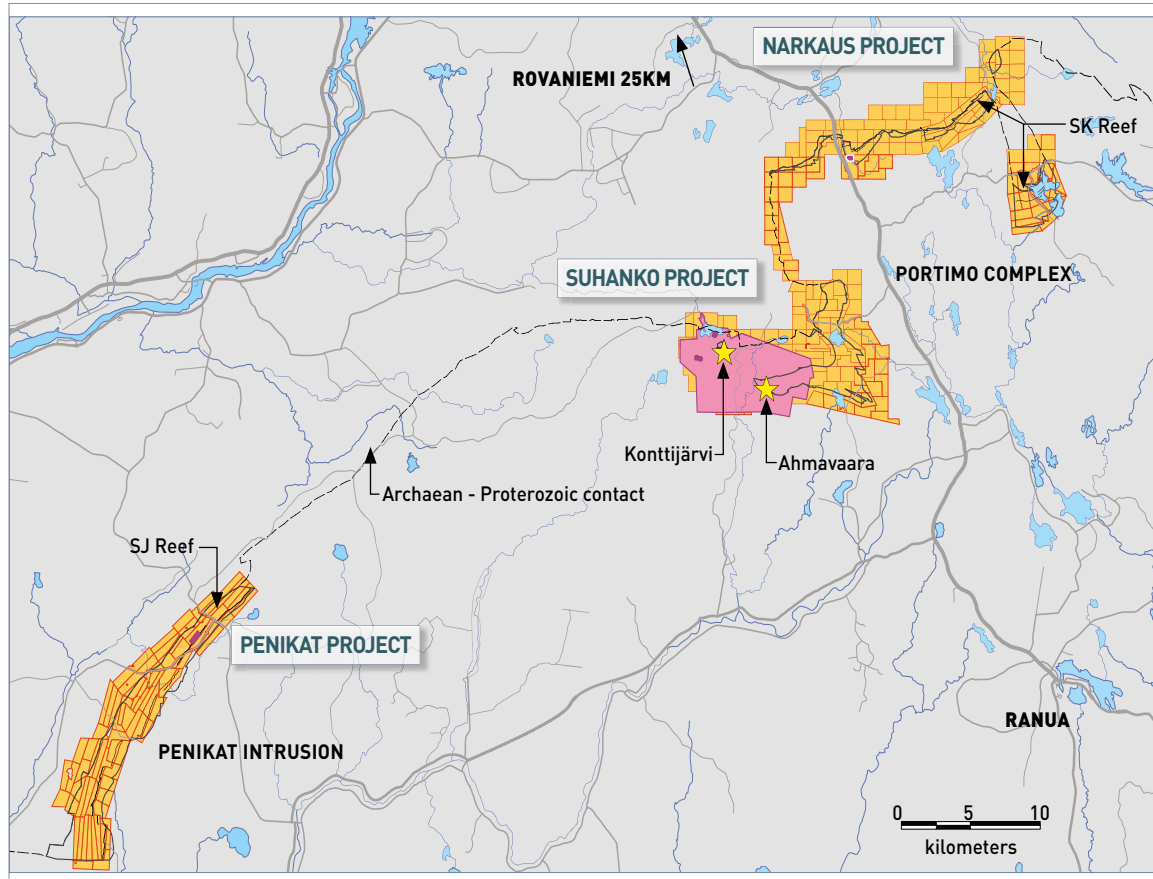 NARKAUS PROJECT
ROVANIEMI 25KM
SK Reef
SUHANKO PROJECT
PORTIMO COMPLEX
Konttijärvi
Ahmavaara
Archaean - Proterozoic contact
SJ Reef
PENIKAT PROJECT
PENIKAT INTRUSION
RANUA
0 5 10
kilometers